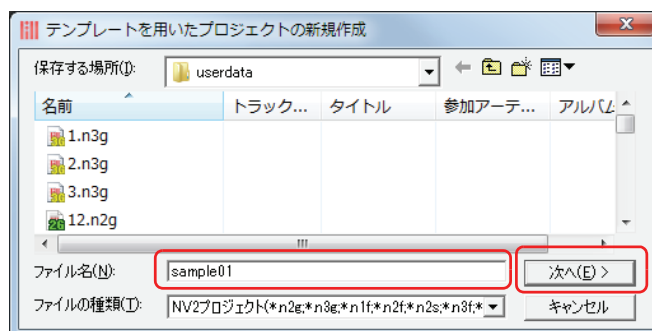 テンプレートを用いたプロジェクトの新規作成
保存する場所(I): userdata
名前 トラック... タイトル 参加アーテ... アルバム
1.n3g
2.n3g
3.n3g
12.n2g
ファイル名(N): sample01 次へ(E) >
ファイルの種類(T): NV2プロジェクト(*n2g;*n3g;*n1f;*n2f;*n2s;*n3f;* キャンセル